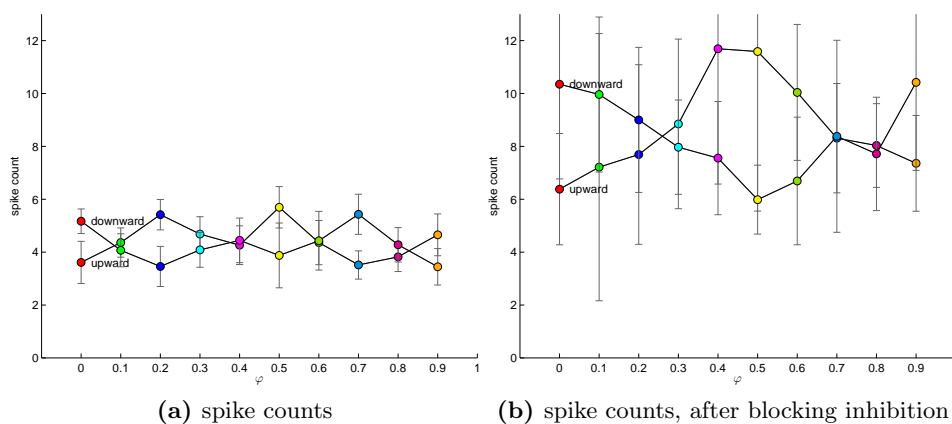 12
10
8
6
4
2
0
spike count
downward
upward
0 0.1 0.2 0.3 0.4 0.5 0.6 0.7 0.8 0.9 1
φ
(a) spike counts
12
10
8
6
4
2
0
spike count
downward
upward
0 0.1 0.2 0.3 0.4 0.5 0.6 0.7 0.8 0.9
φ
(b) spike counts, after blocking inhibition